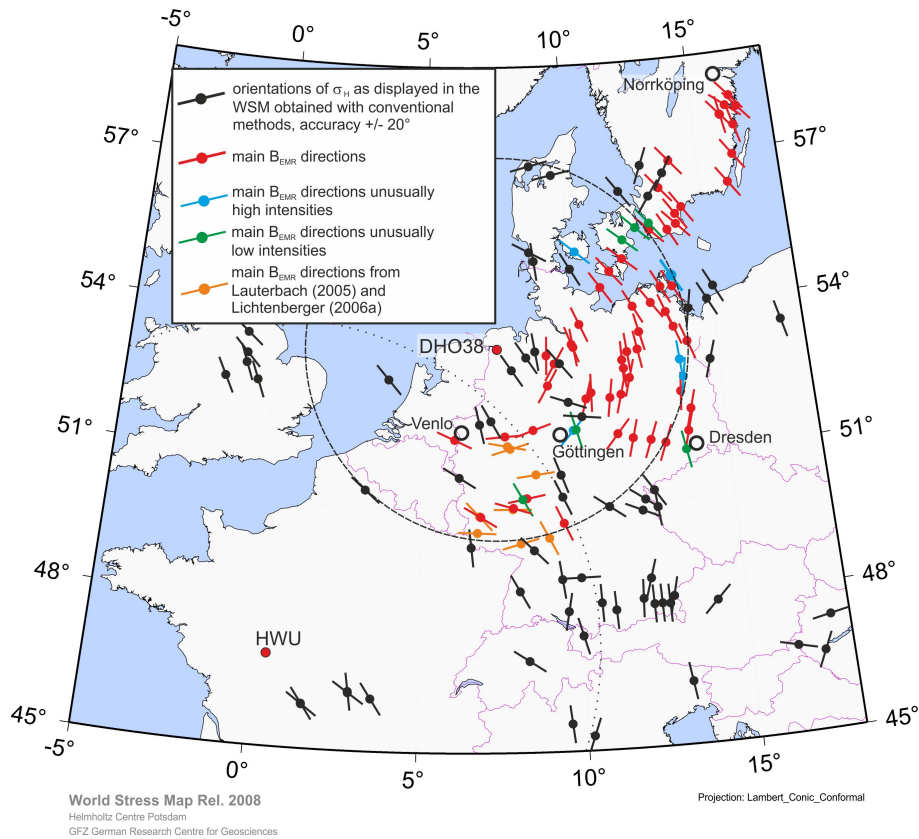 -5°
0°
5°
10°
15°
orientations of σH as displayed in the
WSM obtained with conventional
methods, accuracy +/- 20°
main BEMR directions
main BEMR directions unusually
high intensities
main BEMR directions unusually
low intensities
main BEMR directions from
Lauterbach (2005) and
Lichtenberger (2006a)
Norrköping
57°
57°
54°
54°
DHO38
51°
Venlo
Göttingen
Dresden
51°
48°
48°
HWU
45°
45°
-5°
0°
5°
10°
15°
World Stress Map Rel. 2008
Helmholtz Centre Potsdam
GFZ German Research Centre for Geosciences
Projection: Lambert_Conic_Conformal